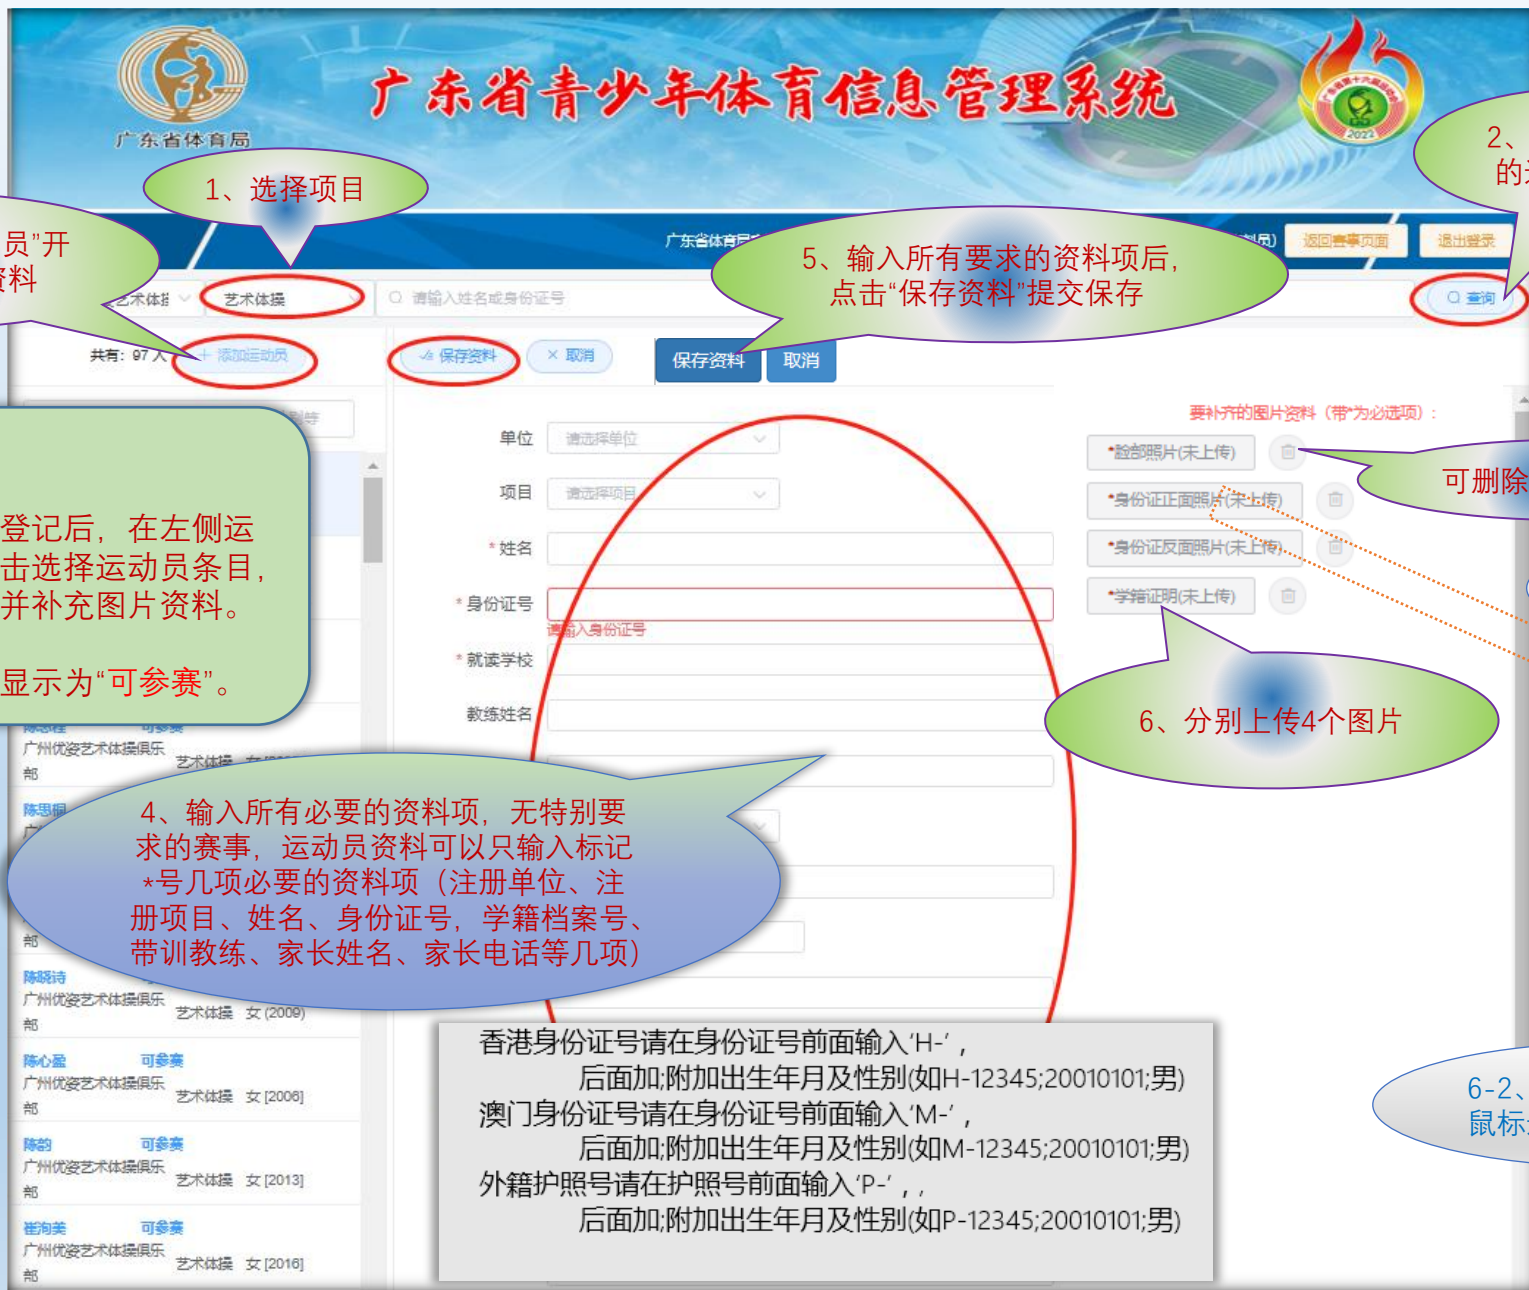 广东省体育局
广东省青少年体育信息管理系统
2022
1、选择项目
2、
的
员”开
资料
广东省体育局
5、输入所有要求的资料项后,
点击“保存资料”提交保存
返回赛事页面
退出登录
艺术体操
请输入姓名或身份证号
查询
共有: 97 人
添加运动员
保存资料
取消
保存资料
取消
等
登记后, 在左侧运
击选择运动员条目,
并补充图片资料。
显示为“可参赛”。
单位
请选择单位
项目
请选择项目
*姓名
*身份证号
请输入身份证号
*就读学校
教练姓名
要补齐的图片资料（带*为必选项）:
*脸部照片(未上传)
*身份证正面照片(未上传)
*身份证反面照片(未上传)
*学籍证明(未上传)
可删除
6、分别上传4个图片
4、输入所有必要的资料项, 无特别要
求的赛事, 运动员资料可以只输入标记
*号几项必要的资料项（注册单位、注
册项目、姓名、身份证号, 学籍档案号、
带训教练、家长姓名、家长电话等几项）
可参赛
广州优姿艺术体操俱乐
部
艺术体操
陈思桐
部
陈晓诗
广州优姿艺术体操俱乐
部
艺术体操 女 (2009)
陈心盈 可参赛
广州优姿艺术体操俱乐
部
艺术体操 女 [2006]
陈韵 可参赛
广州优姿艺术体操俱乐
部
艺术体操 女 [2013]
崔洵美 可参赛
广州优姿艺术体操俱乐
部
艺术体操 女 [2016]
香港身份证号请在身份证号前面输入‘H-’ ,
后面加;附加出生年月及性别(如H-12345;20010101;男)
澳门身份证号请在身份证号前面输入‘M-’ ,
后面加;附加出生年月及性别(如M-12345;20010101;男)
外籍护照号请在护照号前面输入‘P-’ , ,
后面加;附加出生年月及性别(如P-12345;20010101;男)
6-2、
鼠标